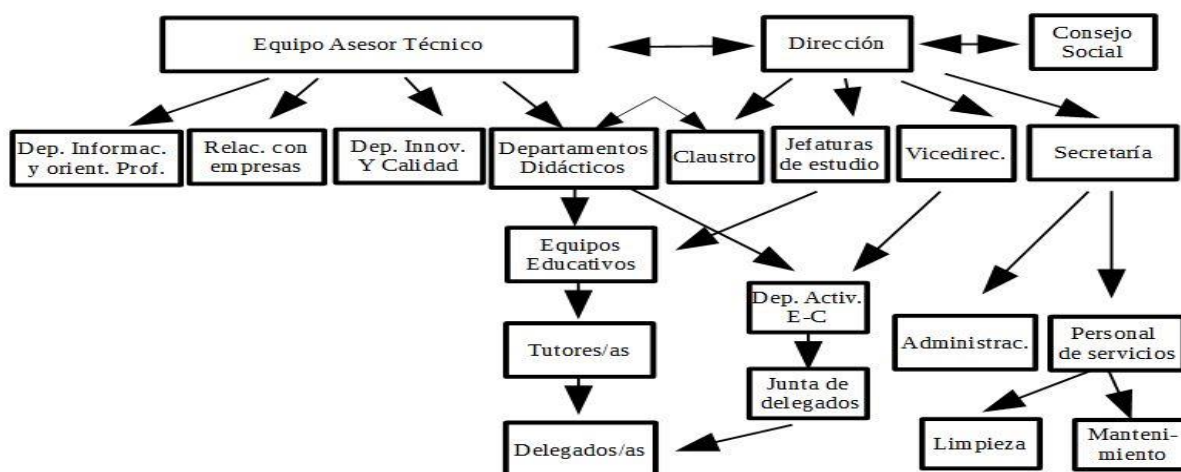 Equipo Asesor Técnico
Dirección
Consejo
Social
Dep. Informac.
y orient. Prof.
Relac. con
empresas
Dep. Innov.
Y Calidad
Departamentos
Didácticos
Claustro
Jefaturas
de estudio
Vicedirec.
Secretaría
Equipos
Educativos
Dep. Activ.
E-C
Tutores/as
Administrac.
Personal
de servicios
Junta de
delegados
Delegados/as
Limpieza
Manteni-
miento